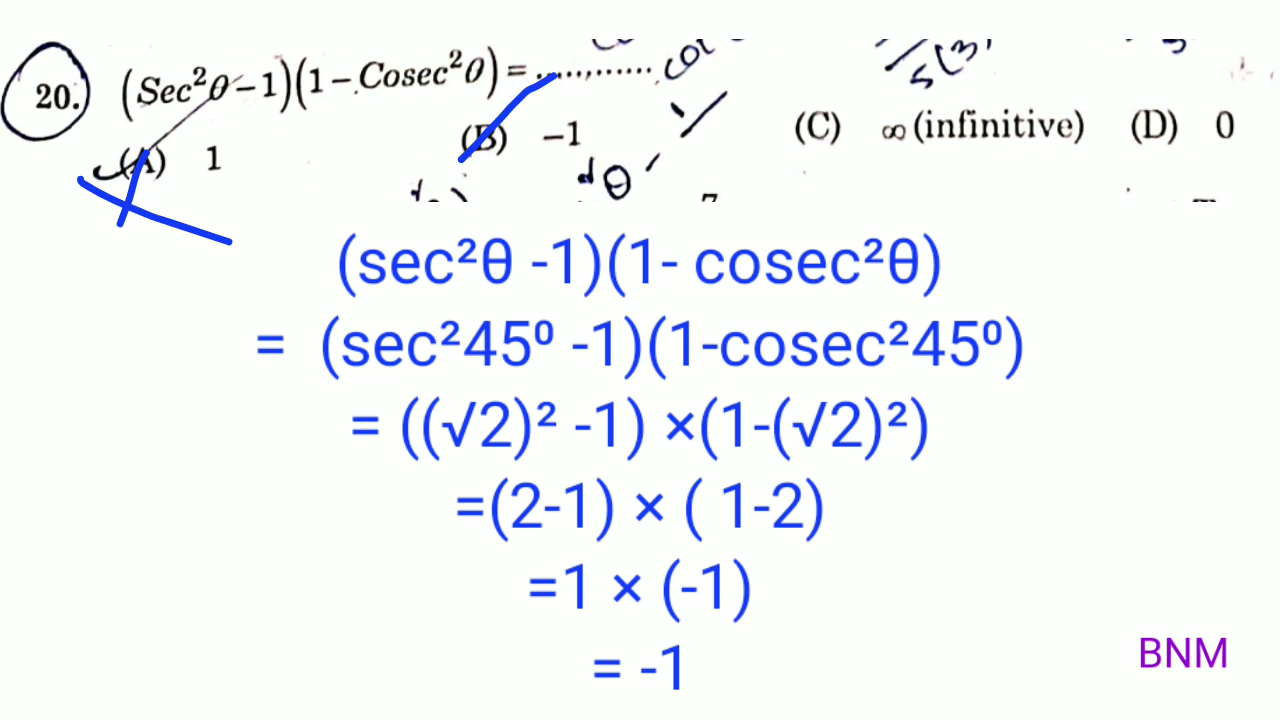 20. (Sec²θ-1)(1-Cosec²θ) = ............
(A) 1 (B) -1 (C) ∞ (infinitive) (D) 0
(sec²θ -1)(1- cosec²θ)
= (sec²45⁰ -1)(1-cosec²45⁰)
= ((√2)² -1) ×(1-(√2)²)
=(2-1) × ( 1-2)
=1 × (-1)
= -1
BNM